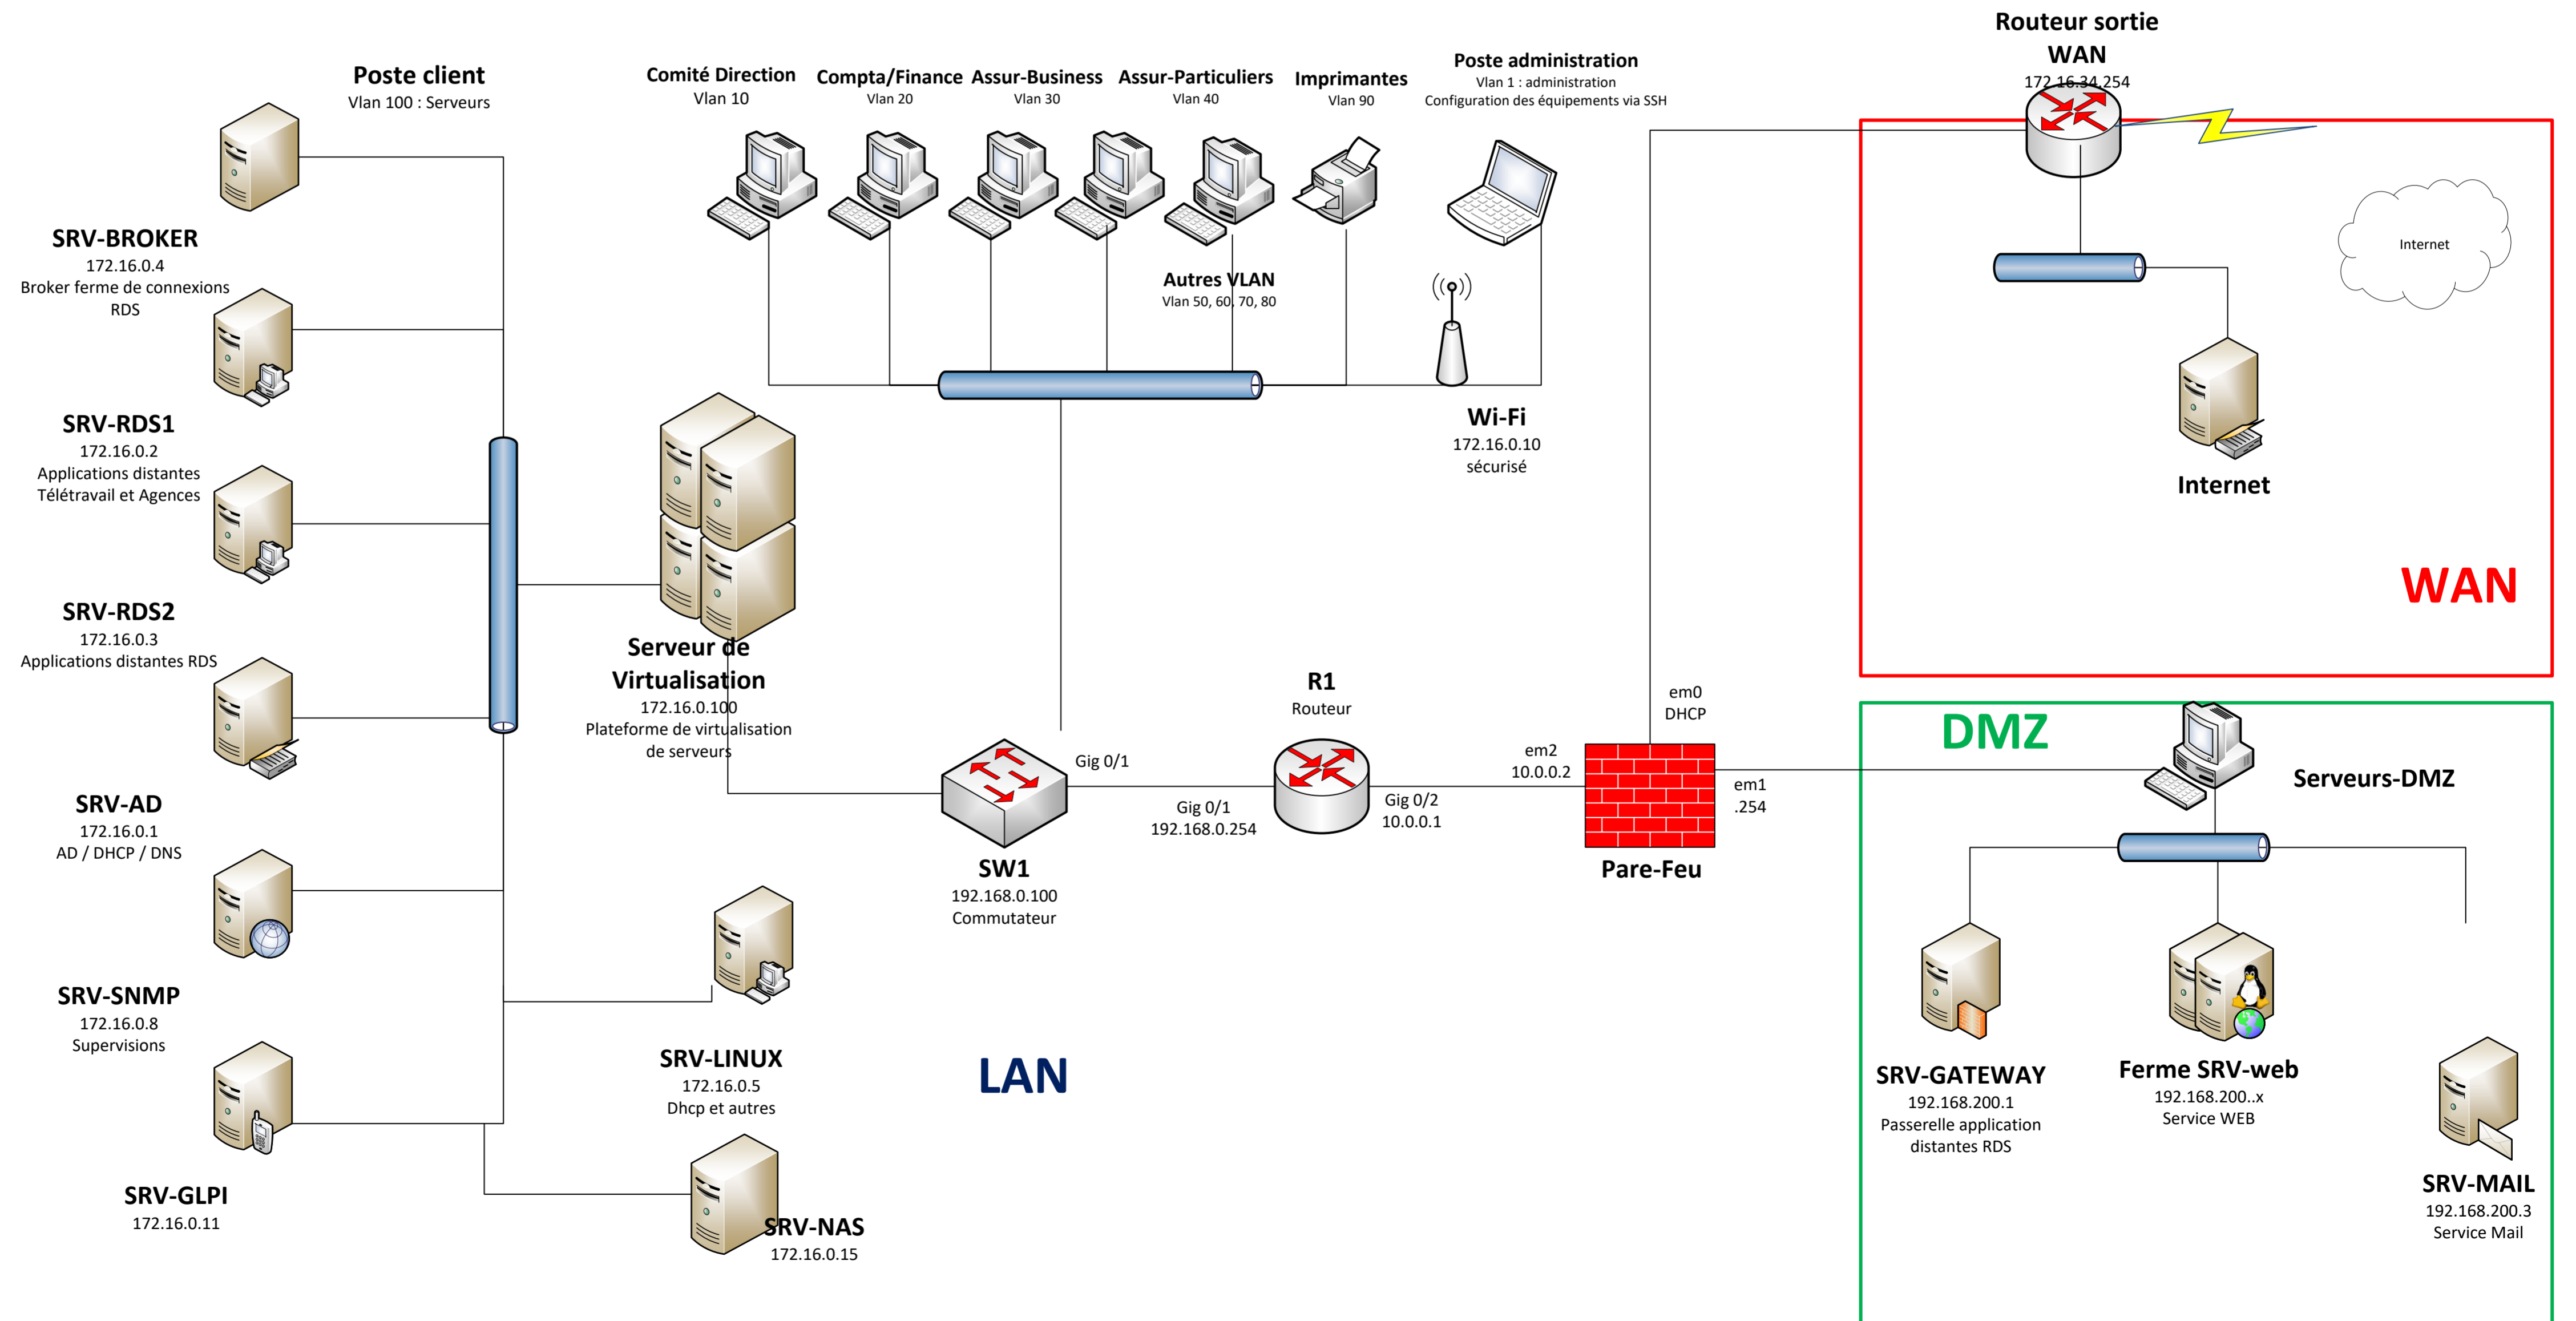 Routeur sortie
WAN
172.16.34.254
Poste client
Vlan 100 : Serveurs
Comité Direction
Vlan 10
Compta/Finance
Vlan 20
Assur-Business
Vlan 30
Assur-Particuliers
Vlan 40
Imprimantes
Vlan 90
Poste administration
Vlan 1 : administration
Configuration des équipements via SSH
SRV-BROKER
172.16.0.4
Broker ferme de connexions
RDS
Autres VLAN
Vlan 50, 60, 70, 80
Internet
SRV-RDS1
172.16.0.2
Applications distantes
Télétravail et Agences
Wi-Fi
172.16.0.10
sécurisé
Internet
WAN
SRV-RDS2
172.16.0.3
Applications distantes RDS
Serveur de
Virtualisation
172.16.0.100
Plateforme de virtualisation
de serveurs
R1
Routeur
em0
DHCP
DMZ
Gig 0/1
em2
10.0.0.2
Serveurs-DMZ
em1
.254
Gig 0/1
192.168.0.254
Gig 0/2
10.0.0.1
SRV-AD
172.16.0.1
AD / DHCP / DNS
SW1
192.168.0.100
Commutateur
Pare-Feu
SRV-SNMP
172.16.0.8
Supervisions
SRV-LINUX
172.16.0.5
Dhcp et autres
LAN
SRV-GATEWAY
192.168.200.1
Passerelle application
distantes RDS
Ferme SRV-web
192.168.200..x
Service WEB
SRV-MAIL
192.168.200.3
Service Mail
SRV-GLPI
172.16.0.11
SRV-NAS
172.16.0.15